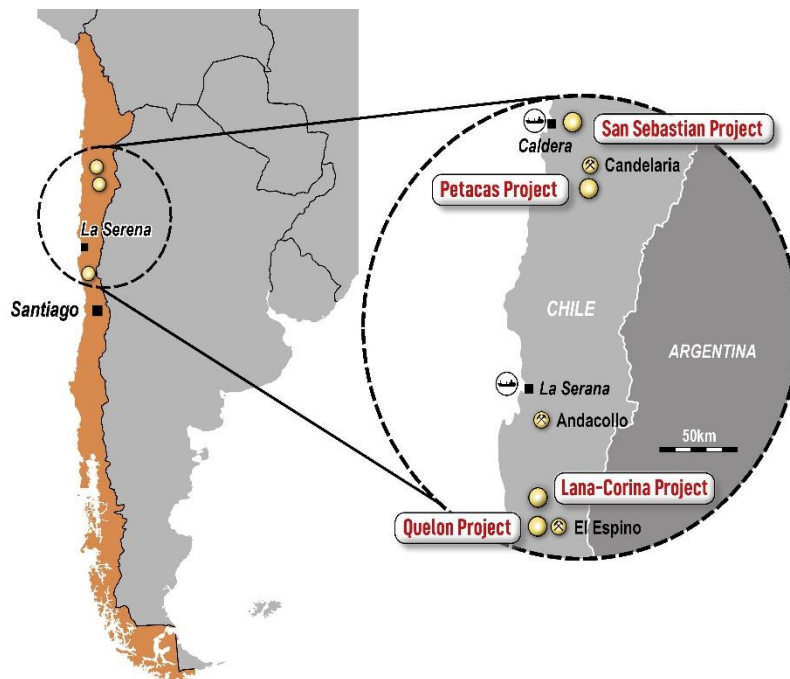 La Serena
Santiago
San Sebastian Project
Caldera
Candelaria
Petacas Project
CHILE
ARGENTINA
La Serana
Andacollo
50km
Lana-Corina Project
Quelon Project
El Espino